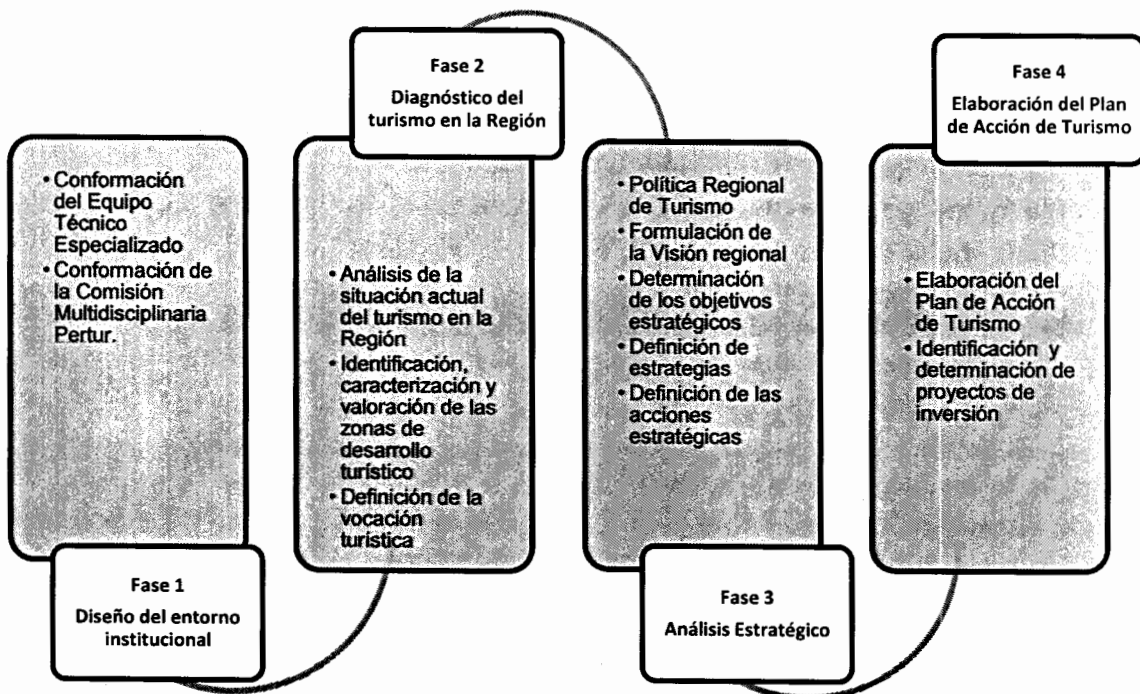 Fase 1
Diseño del entorno
institucional
• Conformación
del Equipo
Técnico
Especializado
• Conformación de
la Comisión
Multidisciplinaria
Pertur.
Fase 2
Diagnóstico del
turismo en la Región
• Análisis de la
situación actual
del turismo en la
Región
• Identificación,
caracterización y
valoración de las
zonas de
desarrollo
turístico
• Definición de la
vocación
turística
Fase 3
Análisis Estratégico
• Política Regional
de Turismo
• Formulación de
la Visión regional
• Determinación
de los objetivos
estratégicos
• Definición de
estrategias
• Definición de las
acciones
estratégicas
Fase 4
Elaboración del Plan
de Acción de Turismo
• Elaboración del
Plan de Acción
de Turismo
• Identificación y
determinación de
proyectos de
inversión